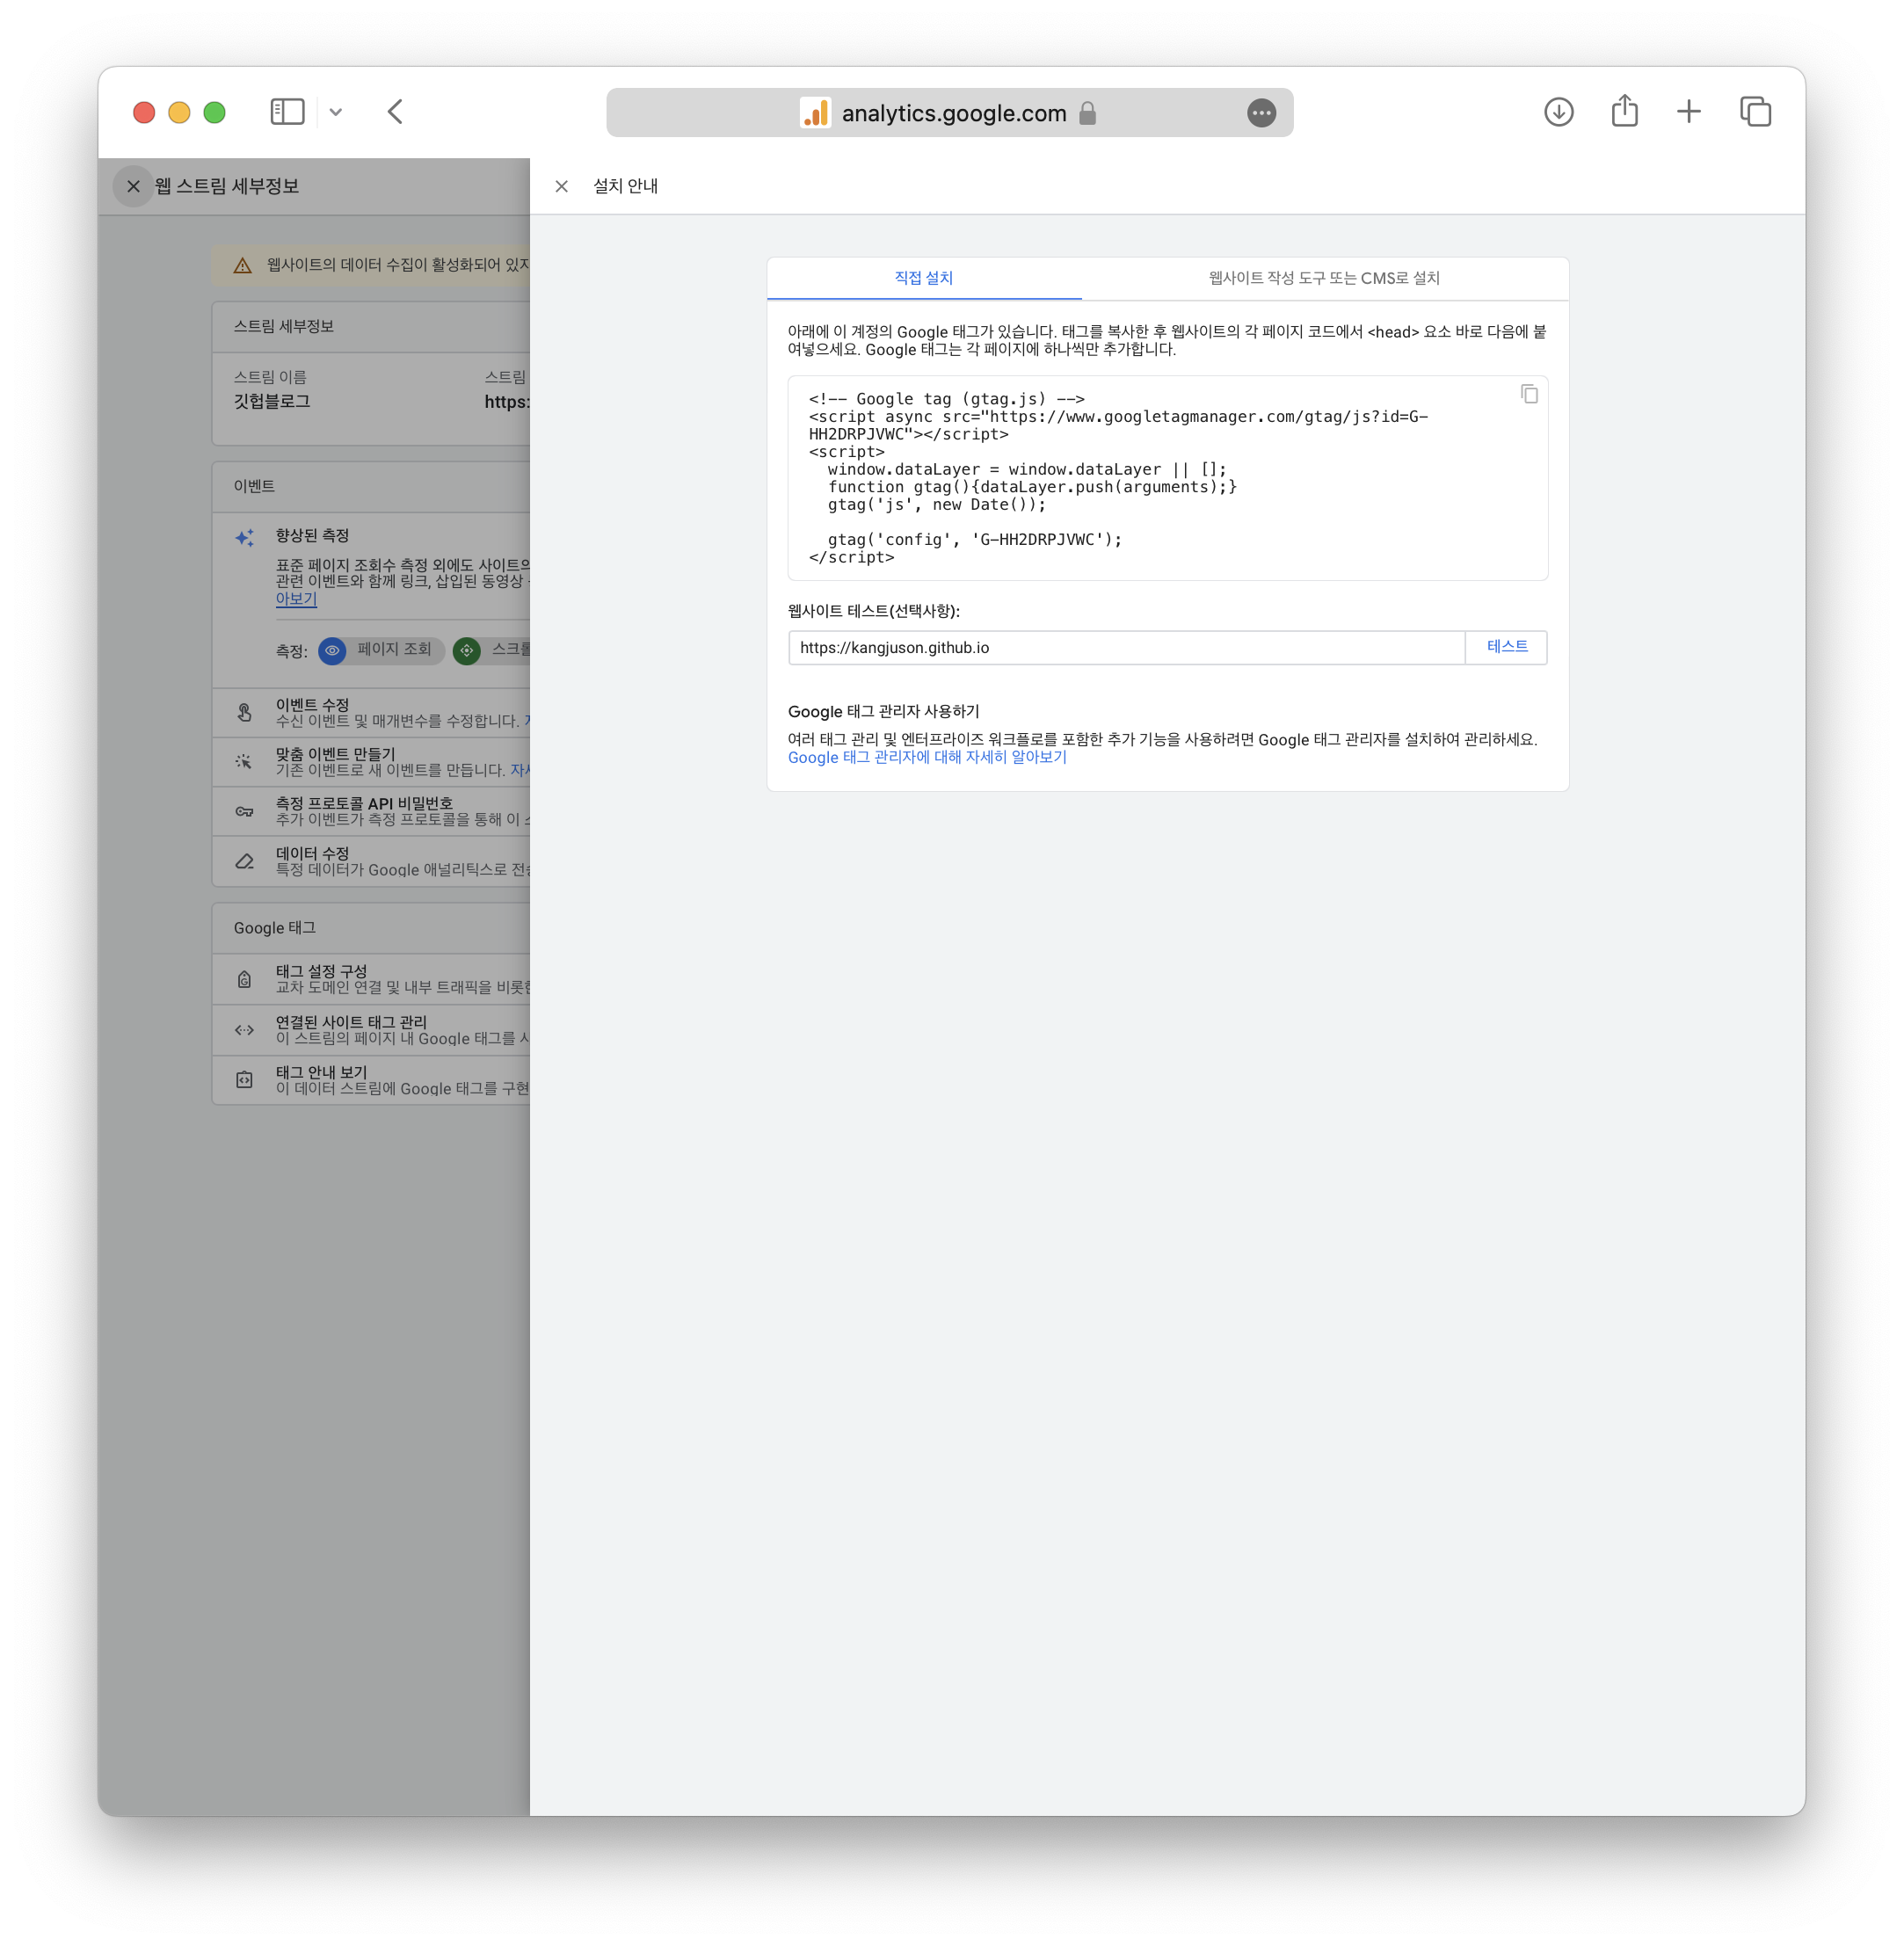 analytics.google.com
웹 스트림 세부정보
웹사이트의 데이터 수집이 활성화되어 있지
스트림 세부정보
스트림 이름
깃헙블로그
스트림
https:
이벤트
향상된 측정
표준 페이지 조회수 측정 외에도 사이트의
관련 이벤트와 함께 링크, 삽입된 동영상
아보기
측정:
페이지 조회
스크롤
이벤트 수정
수신 이벤트 및 매개변수를 수정합니다.
맞춤 이벤트 만들기
기존 이벤트로 새 이벤트를 만듭니다. 자세
측정 프로토콜 API 비밀번호
추가 이벤트가 측정 프로토콜을 통해 이
데이터 수정
특정 데이터가 Google 애널리틱스로 전송
Google 태그
태그 설정 구성
교차 도메인 연결 및 내부 트래픽을 비롯한
연결된 사이트 태그 관리
이 스트림의 페이지 내 Google 태그를 사
태그 안내 보기
이 데이터 스트림에 Google 태그를 구현
설치 안내
직접 설치
웹사이트 작성 도구 또는 CMS로 설치
아래에 이 계정의 Google 태그가 있습니다. 태그를 복사한 후 웹사이트의 각 페이지 코드에서 <head> 요소 바로 다음에 붙
여넣으세요. Google 태그는 각 페이지에 하나씩만 추가합니다.
<!-- Google tag (gtag.js) -->
<script async src="https://www.googletagmanager.com/gtag/js?id=G-
HH2DRPJVWC"></script>
<script>
window.dataLayer = window.dataLayer || [];
function gtag(){dataLayer.push(arguments);}
gtag('js', new Date());
gtag('config', 'G-HH2DRPJVWC');
</script>
웹사이트 테스트(선택사항):
https://kangjuson.github.io
테스트
Google 태그 관리자 사용하기
여러 태그 관리 및 엔터프라이즈 워크플로를 포함한 추가 기능을 사용하려면 Google 태그 관리자를 설치하여 관리하세요.
Google 태그 관리자에 대해 자세히 알아보기